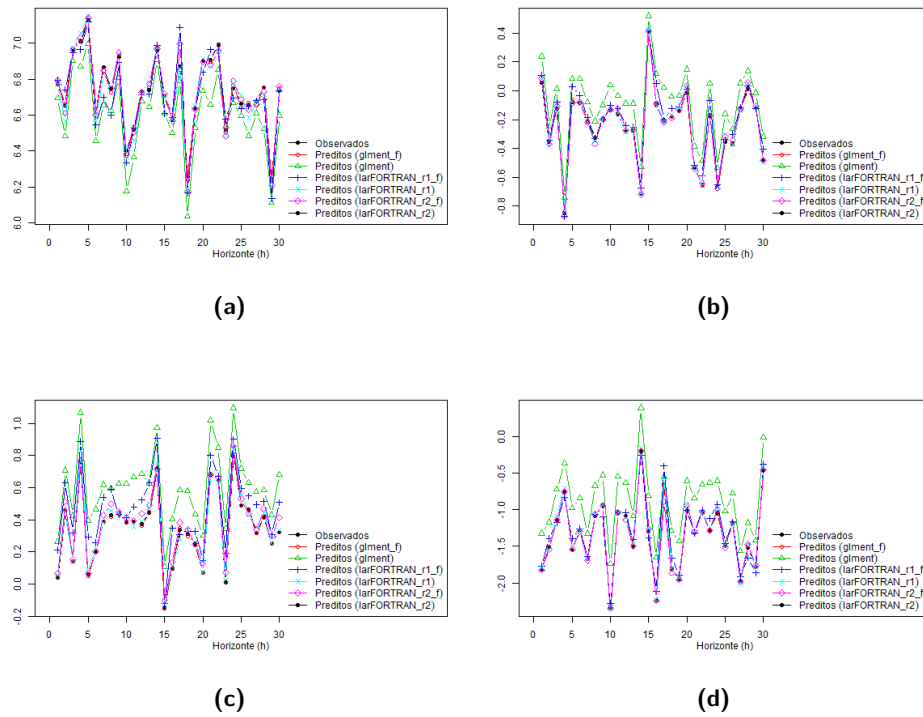 6.0 6.2 6.4 6.6 6.8 7.0
Observados
Preditos (glment_f)
Preditos (glment)
Preditos (larFORTRAN_r1_f)
Preditos (larFORTRAN_r1)
Preditos (larFORTRAN_r2_f)
Preditos (larFORTRAN_r2)
0 5 10 15 20 25 30
Horizonte (h)
(a)
-0.8 -0.6 -0.4 -0.2 0.0 0.2 0.4
Observados
Preditos (glment_f)
Preditos (glment)
Preditos (larFORTRAN_r1_f)
Preditos (larFORTRAN_r1)
Preditos (larFORTRAN_r2_f)
Preditos (larFORTRAN_r2)
0 5 10 15 20 25 30
Horizonte (h)
(b)
-0.2 0.0 0.2 0.4 0.6 0.8 1.0
Observados
Preditos (glment_f)
Preditos (glment)
Preditos (larFORTRAN_r1_f)
Preditos (larFORTRAN_r1)
Preditos (larFORTRAN_r2_f)
Preditos (larFORTRAN_r2)
0 5 10 15 20 25 30
Horizonte (h)
(c)
-2.0 -1.5 -1.0 -0.5 0.0
Observados
Preditos (glment_f)
Preditos (glment)
Preditos (larFORTRAN_r1_f)
Preditos (larFORTRAN_r1)
Preditos (larFORTRAN_r2_f)
Preditos (larFORTRAN_r2)
0 5 10 15 20 25 30
Horizonte (h)
(d)